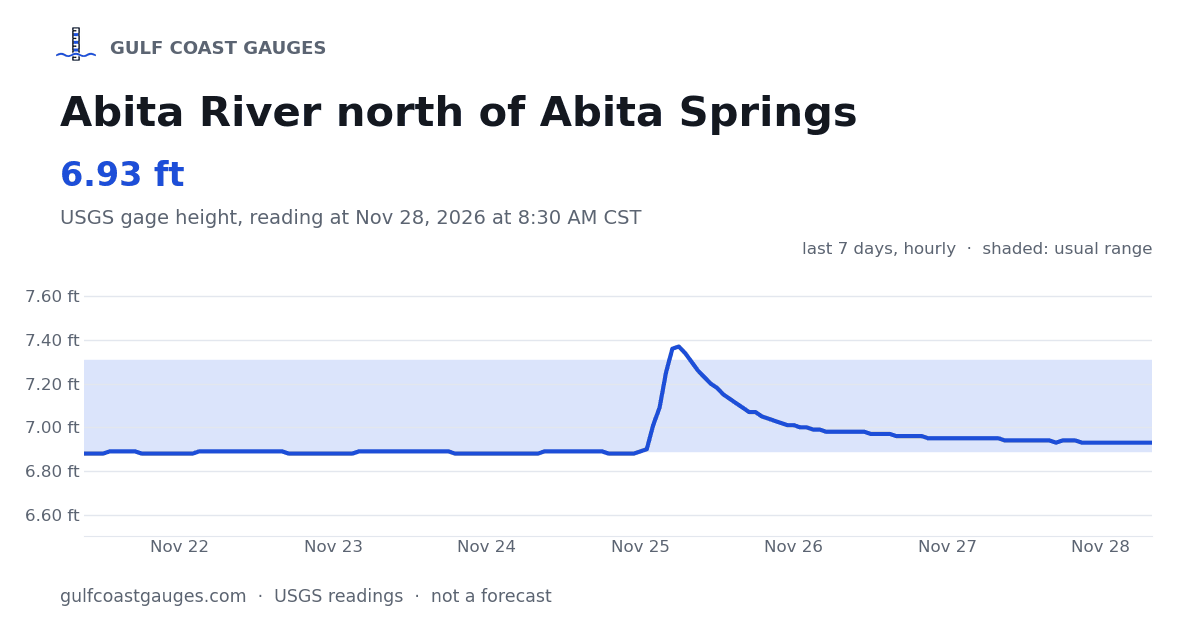 GULF COAST GAUGES
Abita River north of Abita Springs
6.93 ft
USGS gage height, reading at Nov 28, 2026 at 8:30 AM CST
last 7 days, hourly · shaded: usual range
7.60 ft
7.40 ft
7.20 ft
7.00 ft
6.80 ft
6.60 ft
Nov 22 Nov 23 Nov 24 Nov 25 Nov 26 Nov 27 Nov 28
gulfcoastgauges.com · USGS readings · not a forecast